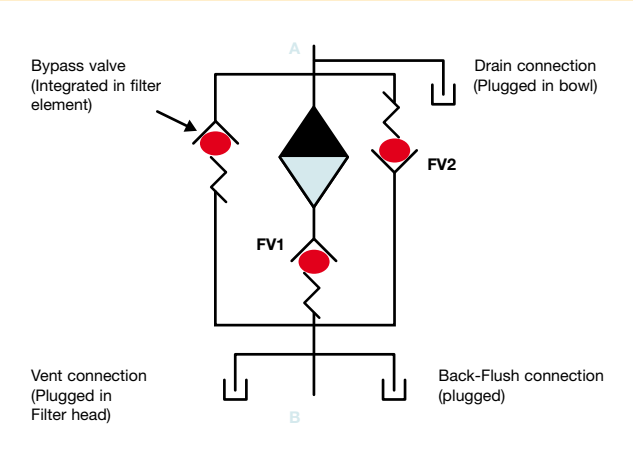 A
Bypass valve
(Integrated in filter
element)
Drain connection
(Plugged in bowl)
FV2
FV1
Vent connection
(Plugged in
Filter head)
Back-Flush connection
(plugged)
B